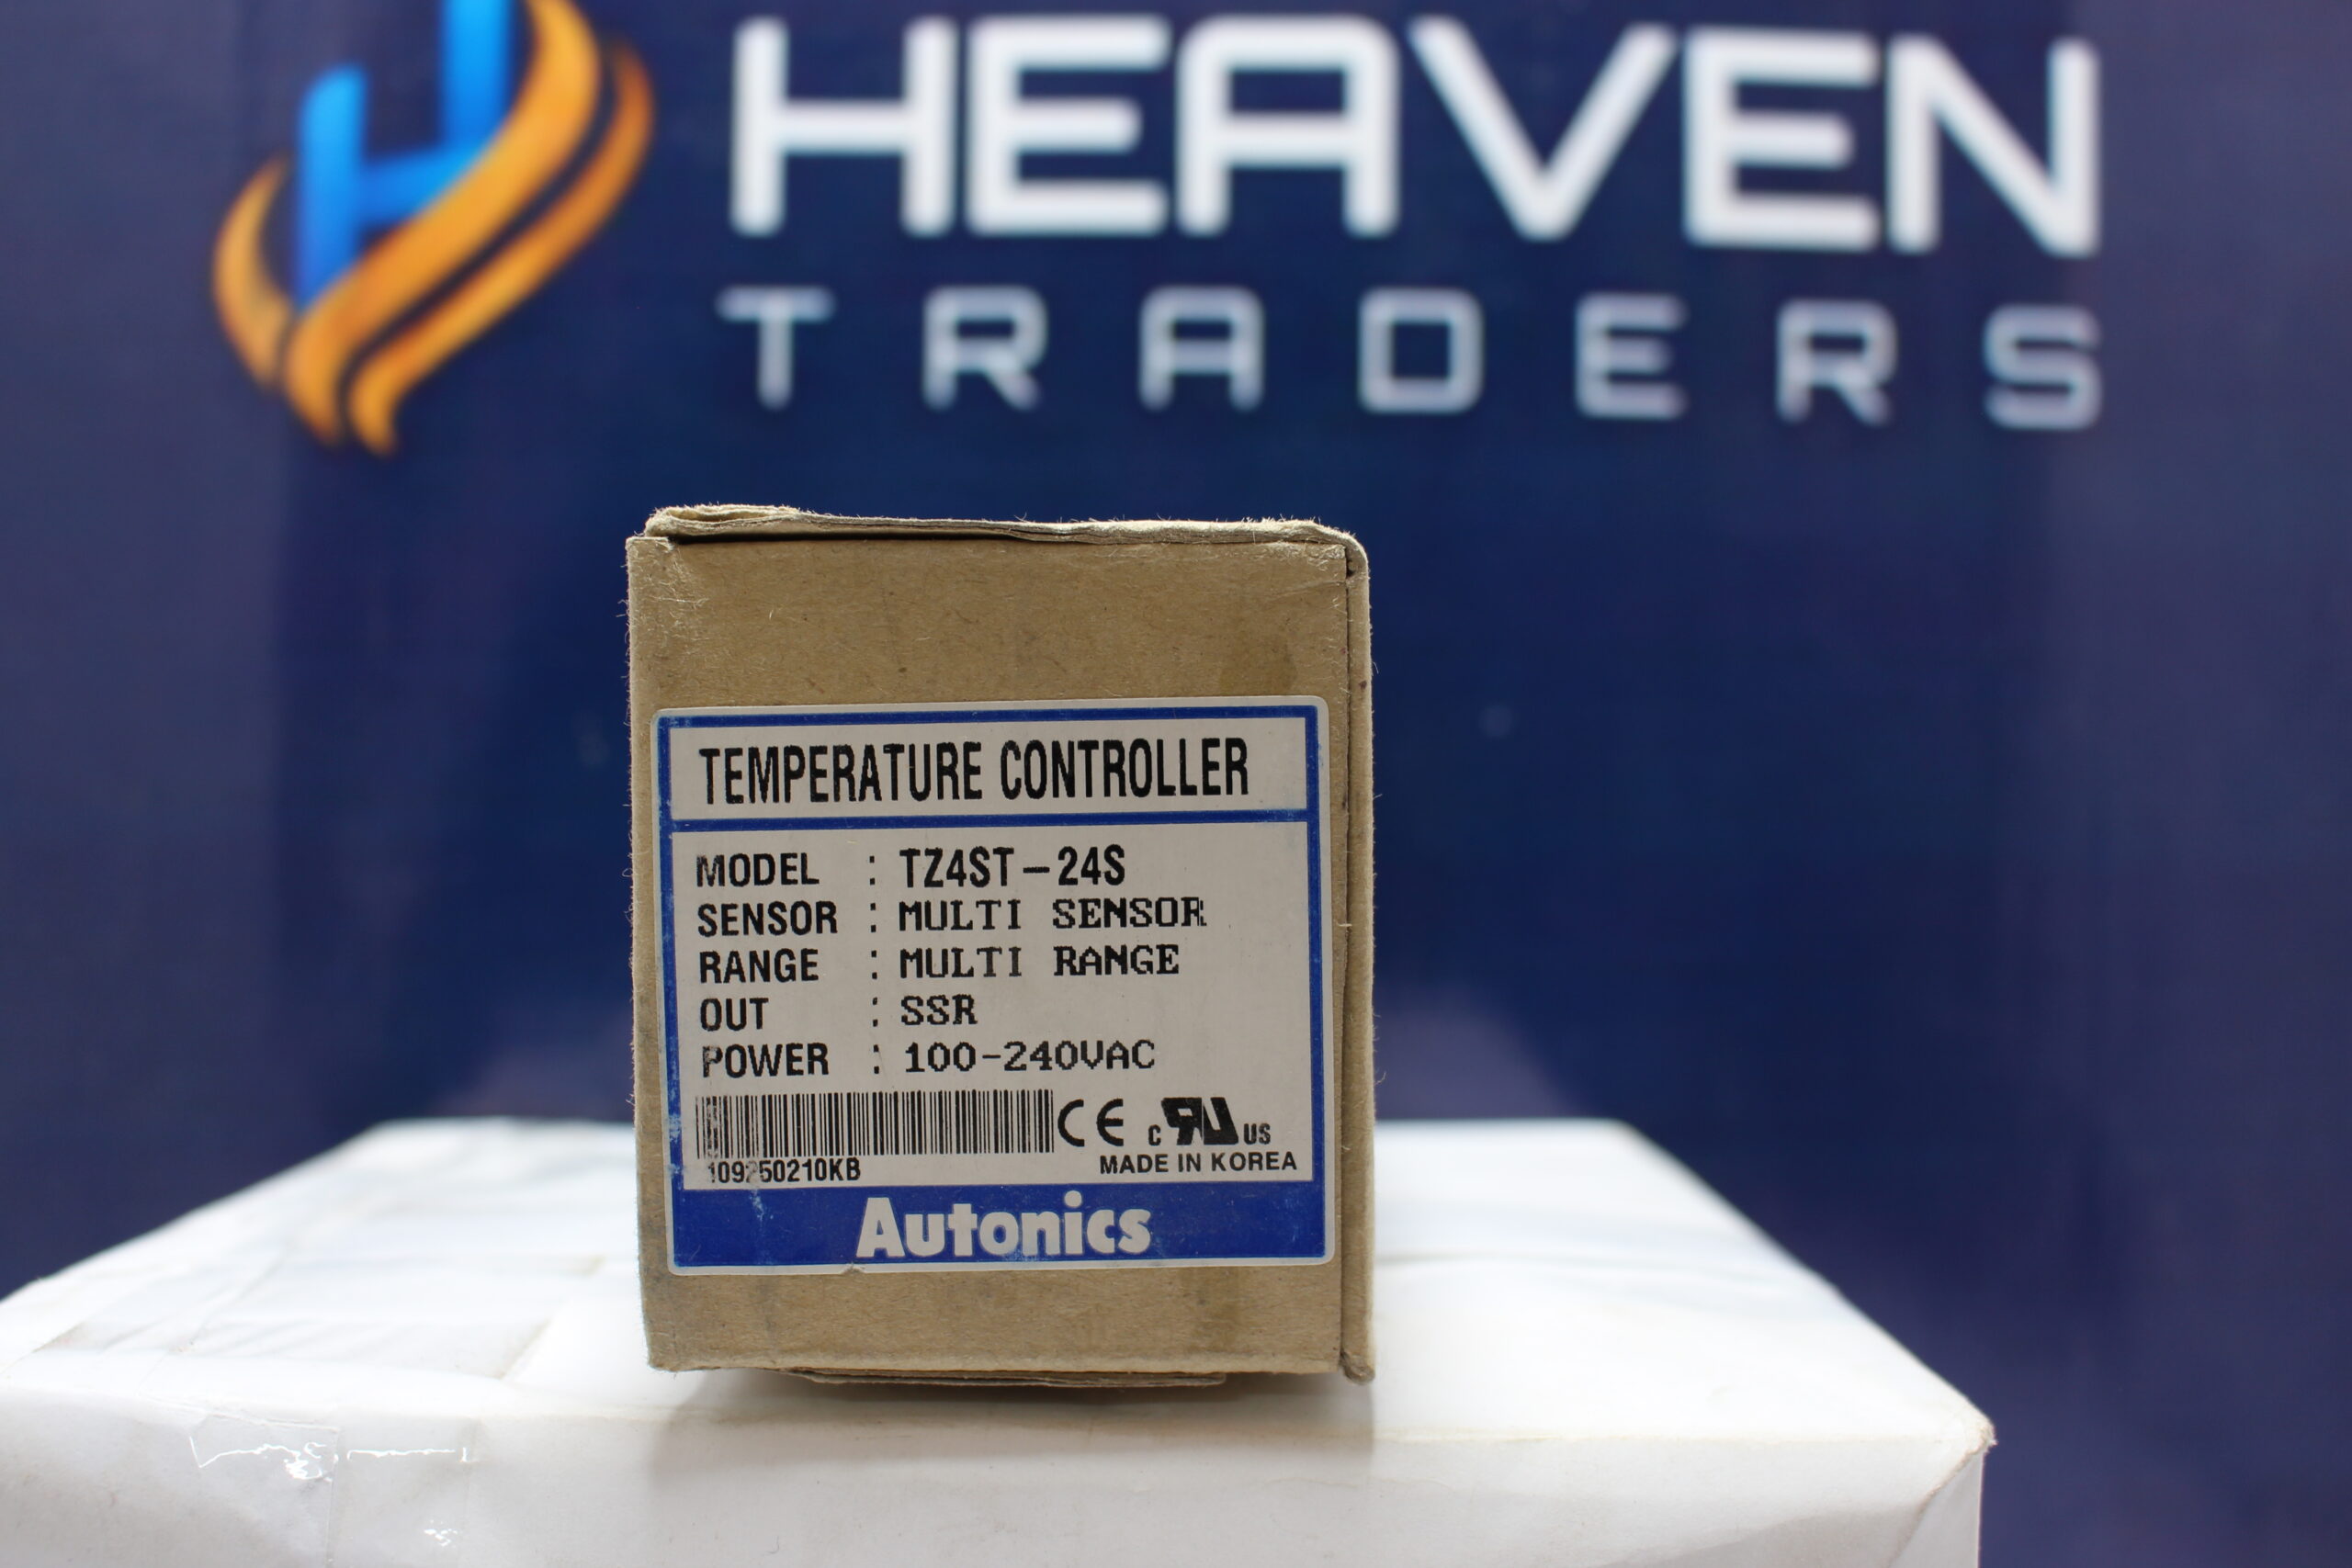 HEAVEN
TRADERS
TEMPERATURE CONTROLLER
MODEL : TZ4ST-24S
SENSOR : MULTI SENSOR
RANGE : MULTI RANGE
OUT : SSR
POWER : 100-240VAC
CE c RU US
MADE IN KOREA
Autonics